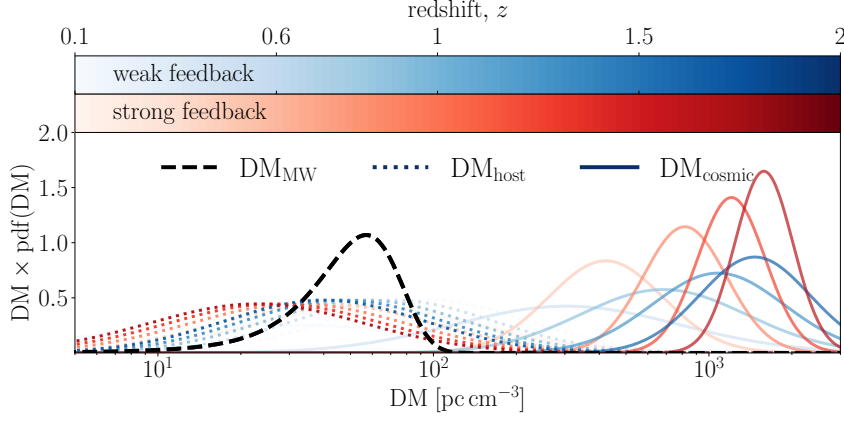 redshift, z
0.1 0.6 1 1.5 2
weak feedback
strong feedback
2.0
DM_MW DM_host DM_cosmic
1.5
1.0
0.5
DM × pdf(DM)
10^1 10^2 10^3
DM [pc cm^−3]